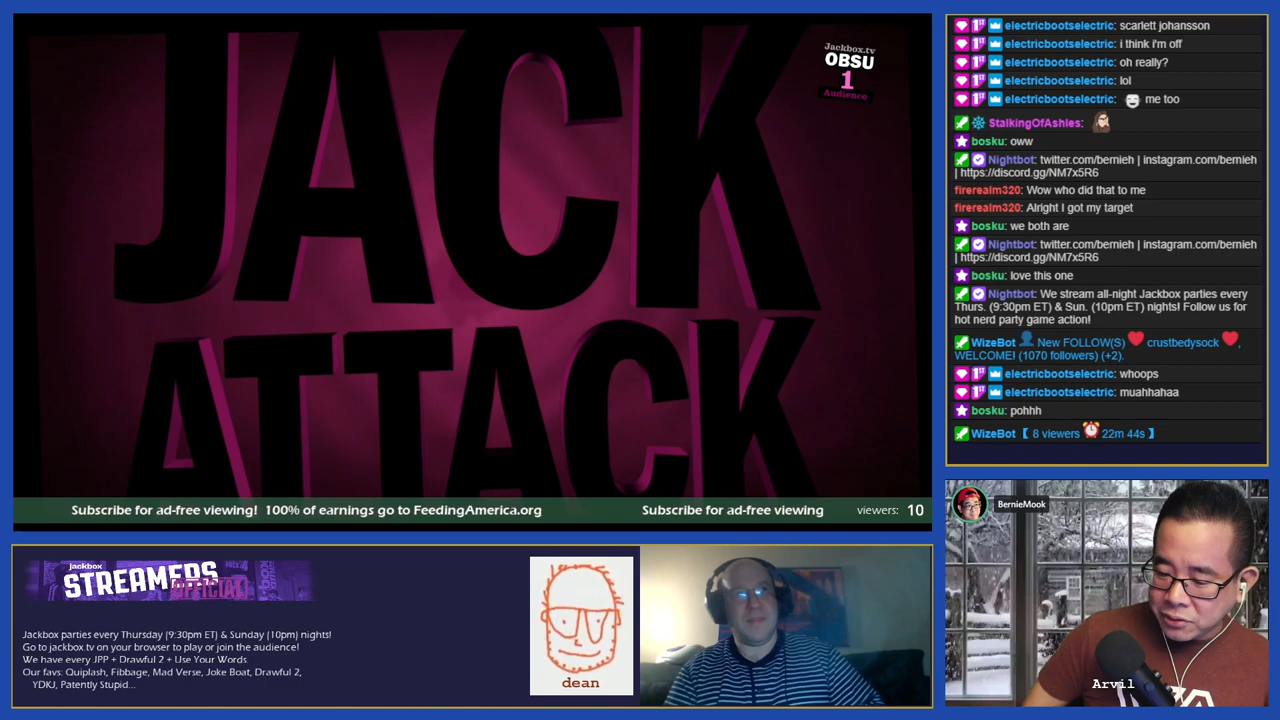 JACK
ATTACK
Jackbox.tv
OBSU
1
Audience
Subscribe for ad-free viewing! 100% of earnings go to FeedingAmerica.org
Subscribe for ad-free viewing
viewers: 10
electricbootselectric: scarlett johansson
electricbootselectric: i think i'm off
electricbootselectric: oh really?
electricbootselectric: lol
electricbootselectric: me too
StalkingOfAshles:
bosku: oww
Nightbot: twitter.com/bernieh | instagram.com/bernieh
| https://discord.gg/NM7x5R6
firerealm320: Wow who did that to me
firerealm320: Alright I got my target
bosku: we both are
Nightbot: twitter.com/bernieh | instagram.com/bernieh
| https://discord.gg/NM7x5R6
bosku: love this one
Nightbot: We stream all-night Jackbox parties every
Thurs. (9:30pm ET) & Sun. (10pm ET) nights! Follow us for
hot nerd party game action!
WizeBot New FOLLOW(S) crustbedysock ,
WELCOME! (1070 followers) (+2).
electricbootselectric: whoops
electricbootselectric: muahhahaa
bosku: pohhh
WizeBot 【 8 viewers 22m 44s 】
BernieMook
Arvil
jackbox
STREAMERS
OFFICIAL
Jackbox parties every Thursday (9:30pm ET) & Sunday (10pm) nights!
Go to jackbox.tv on your browser to play or join the audience!
We have every JPP + Drawful 2 + Use Your Words
Our favs: Quiplash, Fibbage, Mad Verse, Joke Boat, Drawful 2,
YDKJ, Patently Stupid...
dean